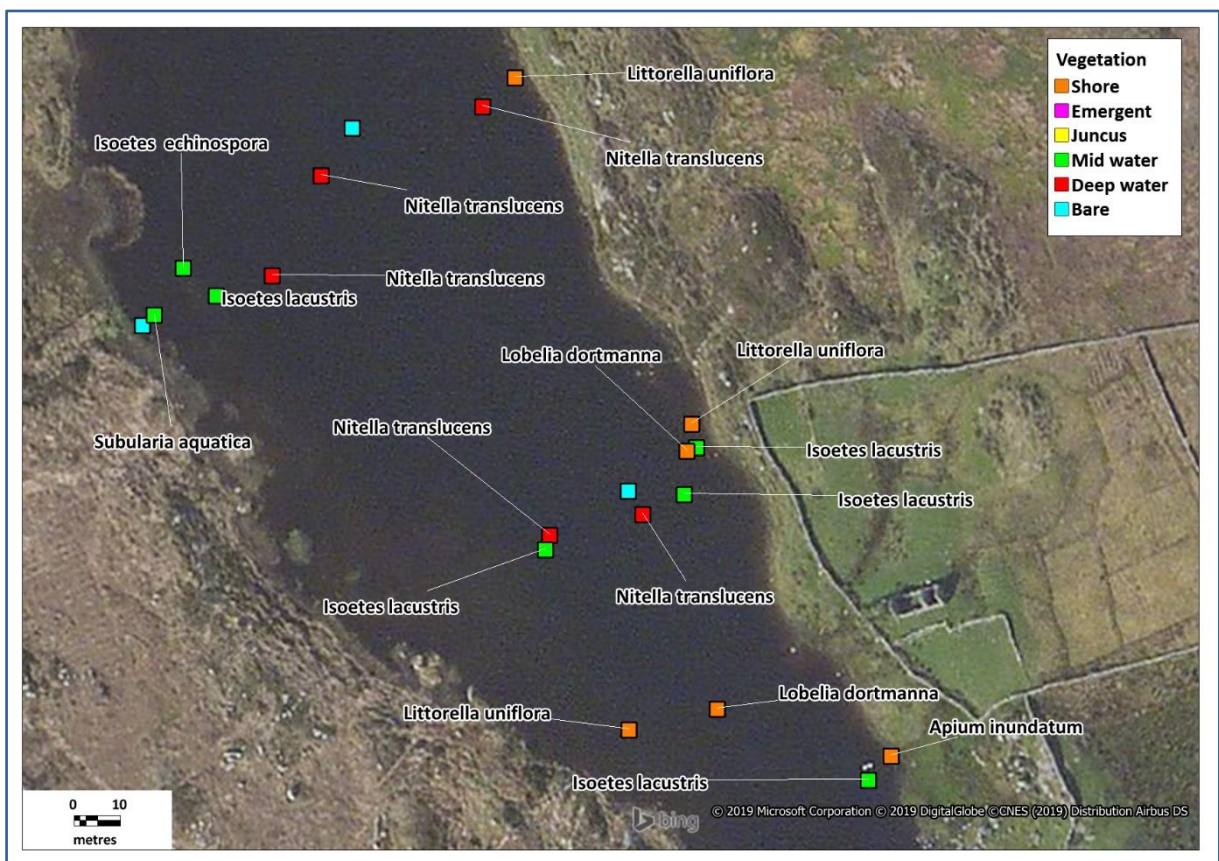 Vegetation
Shore
Emergent
Juncus
Mid water
Deep water
Bare
Littorella uniflora
Isoetes echinospora
Nitella translucens
Nitella translucens
Nitella translucens
Isoetes lacustris
Lobelia dortmanna
Littorella uniflora
Subularia aquatica
Nitella translucens
Isoetes lacustris
Isoetes lacustris
Nitella translucens
Isoetes lacustris
Lobelia dortmanna
Littorella uniflora
Apium inundatum
Isoetes lacustris
0 10
metres
bing
© 2019 Microsoft Corporation © 2019 DigitalGlobe ©CNES (2019) Distribution Airbus DS